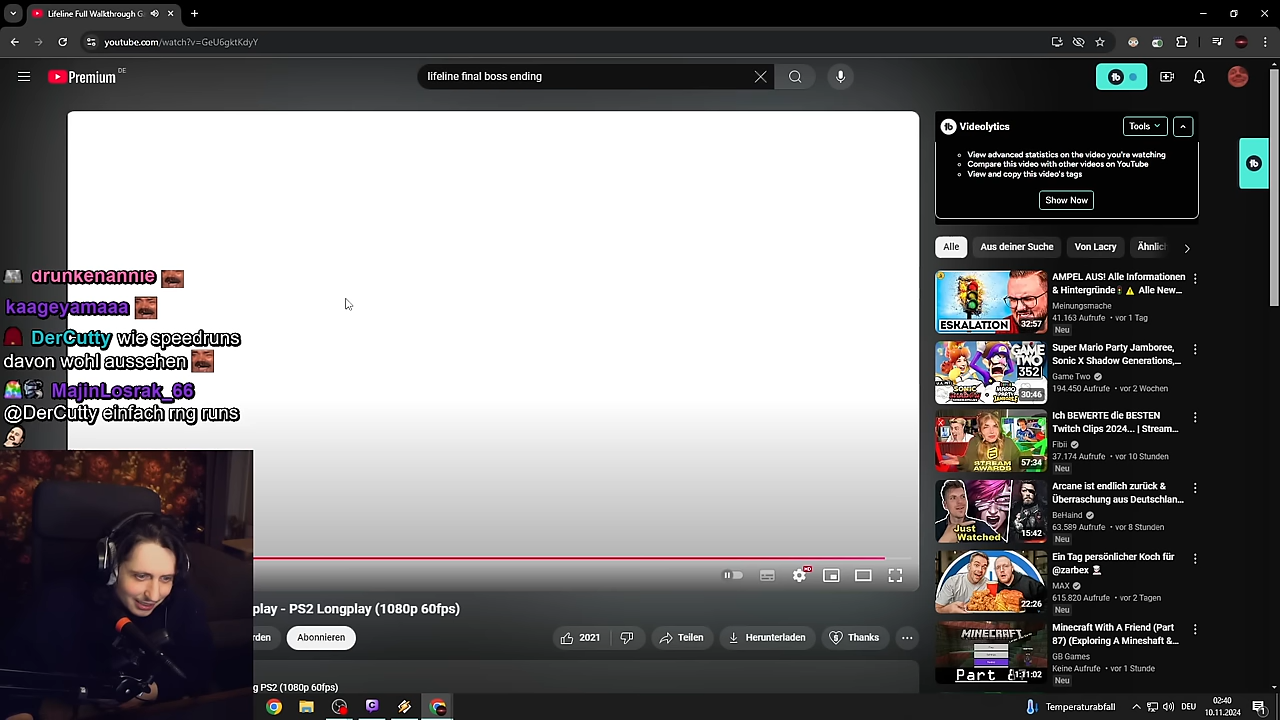 Lifeline Full Walkthrough G
youtube.com/watch?v=GeU6gktKdyY
Premium DE
lifeline final boss ending
Videolytics
Tools
View advanced statistics on the video you're watching
Compare this video with other videos on YouTube
View and copy this video's tags
Show Now
Alle
Aus deiner Suche
Von Lacry
Ähnlic
drunkenannie
kaageyamaaa
DerCutty wie speedruns
davon wohl aussehen
MajinLosrak_66
@DerCutty einfach rng runs
ESKALATION
32:57
AMPEL AUS! Alle Informationen
& Hintergründe ⚠ Alle New...
Meinungsmache
41.163 Aufrufe • vor 1 Tag
Neu
GAME
TWO
352
30:46
Super Mario Party Jamboree,
Sonic X Shadow Generations,...
Game Two
194.450 Aufrufe • vor 2 Wochen
STREAM
AWARDS
57:34
Ich BEWERTE die BESTEN
Twitch Clips 2024... | Stream...
Fibii
37.174 Aufrufe • vor 10 Stunden
Neu
Just
Watched
15:42
Arcane ist endlich zurück &
Überraschung aus Deutschlan...
BeHaind
63.589 Aufrufe • vor 8 Stunden
Neu
22:26
Ein Tag persönlicher Koch für
@zarbex
MAX
615.820 Aufrufe • vor 2 Tagen
Neu
MINECRAFT
Part
1:11:02
Minecraft With A Friend (Part
87) (Exploring A Mineshaft &...
GB Games
Keine Aufrufe • vor 1 Stunde
Neu
HD
play - PS2 Longplay (1080p 60fps)
rden
Abonnieren
2021
Teilen
Herunterladen
Thanks
ng PS2 (1080p 60fps)
Temperaturabfall
DEU
02:40
10.11.2024